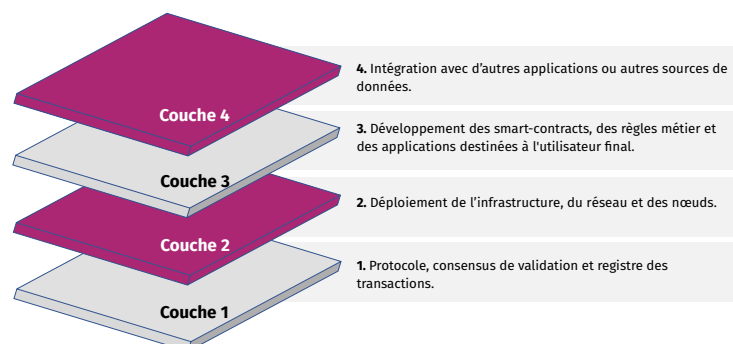 4. Intégration avec d’autres applications ou autres sources de
données.
Couche 4
3. Développement des smart-contracts, des règles métier et
des applications destinées à l'utilisateur final.
Couche 3
2. Déploiement de l’infrastructure, du réseau et des nœuds.
Couche 2
1. Protocole, consensus de validation et registre des
transactions.
Couche 1